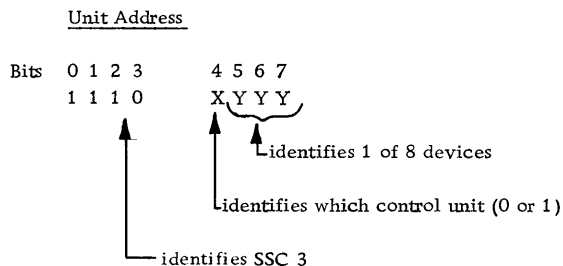 Unit Address
Bits 0 1 2 3 4 5 6 7
1 1 1 0 X Y Y Y
identifies 1 of 8 devices
identifies which control unit (0 or 1)
identifies SSC 3